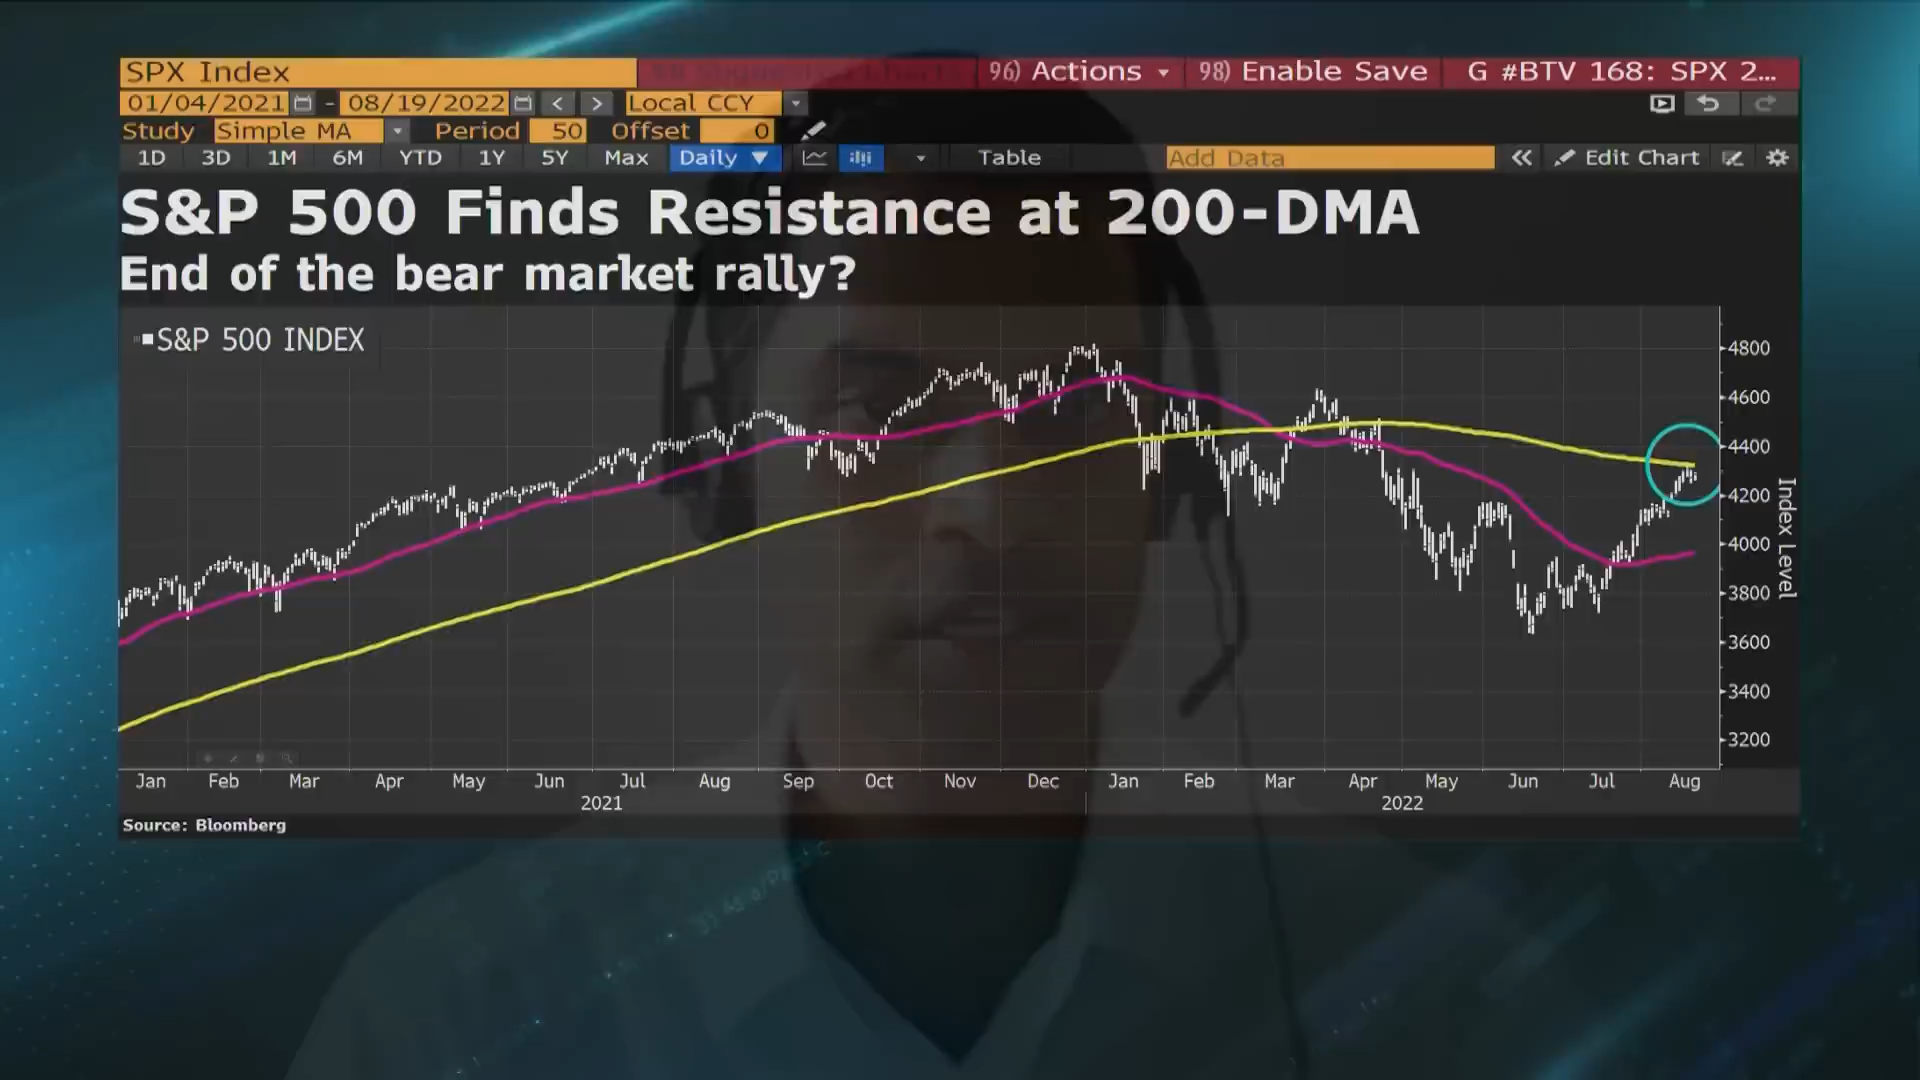 SPX Index 96) Actions 98) Enable Save G #BTV 168: SPX 2...
01/04/2021 - 08/19/2022 < > Local CCY
Study Simple MA Period 50 Offset 0
1D 3D 1M 6M YTD 1Y 5Y Max Daily Table Add Data Edit Chart
S&P 500 Finds Resistance at 200-DMA
End of the bear market rally?
S&P 500 INDEX
4800
4600
4400
4200
4000
3800
3600
3400
3200
Index Level
Jan Feb Mar Apr May Jun Jul Aug Sep Oct Nov Dec Jan Feb Mar Apr May Jun Jul Aug
2021 2022
Source: Bloomberg